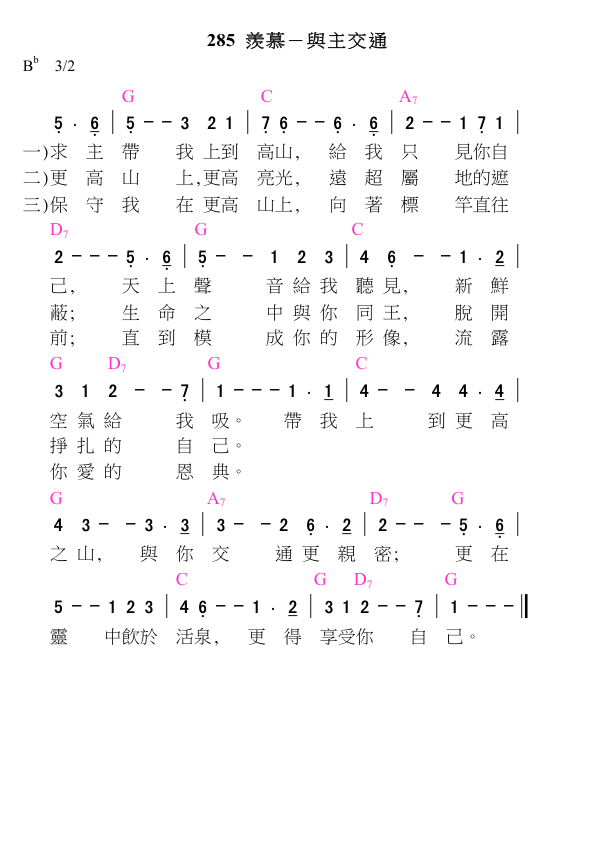 285 羨慕－與主交通
B♭ 3/2
G C A7
5 . 6 | 5 － － 3 2 1 | 7 6 － － 6 . 6 | 2 － － 1 7 1 |
一)求 主 帶 我 上到 高山， 給 我 只 見你自
二)更 高 山 上，更高 亮光， 遠 超 屬 地的遮
三)保 守 我 在 更高 山上， 向 著 標 竿直往
D7 G C
2 － － － 5 . 6 | 5 － － 1 2 3 | 4 6 － － 1 . 2 |
己， 天 上 聲 音 給 我 聽 見， 新 鮮
蔽； 生 命 之 中 與 你 同 王， 脫 開
前； 直 到 模 成 你 的 形 像， 流 露
G D7 G C
3 1 2 － － 7 | 1 － － － 1 . 1 | 4 － － 4 4 . 4 |
空 氣 給 我 吸。 帶 我 上 到 更 高
掙 扎 的 自 己。
你 愛 的 恩 典。
G A7 D7 G
4 3 － － 3 . 3 | 3 － － 2 6 . 2 | 2 － － － 5 . 6 |
之 山， 與 你 交 通 更 親 密； 更 在
C G D7 G
5 － － 1 2 3 | 4 6 － － 1 . 2 | 3 1 2 － － 7 | 1 － － － ‖
靈 中飲於 活泉， 更 得 享受你 自 己。